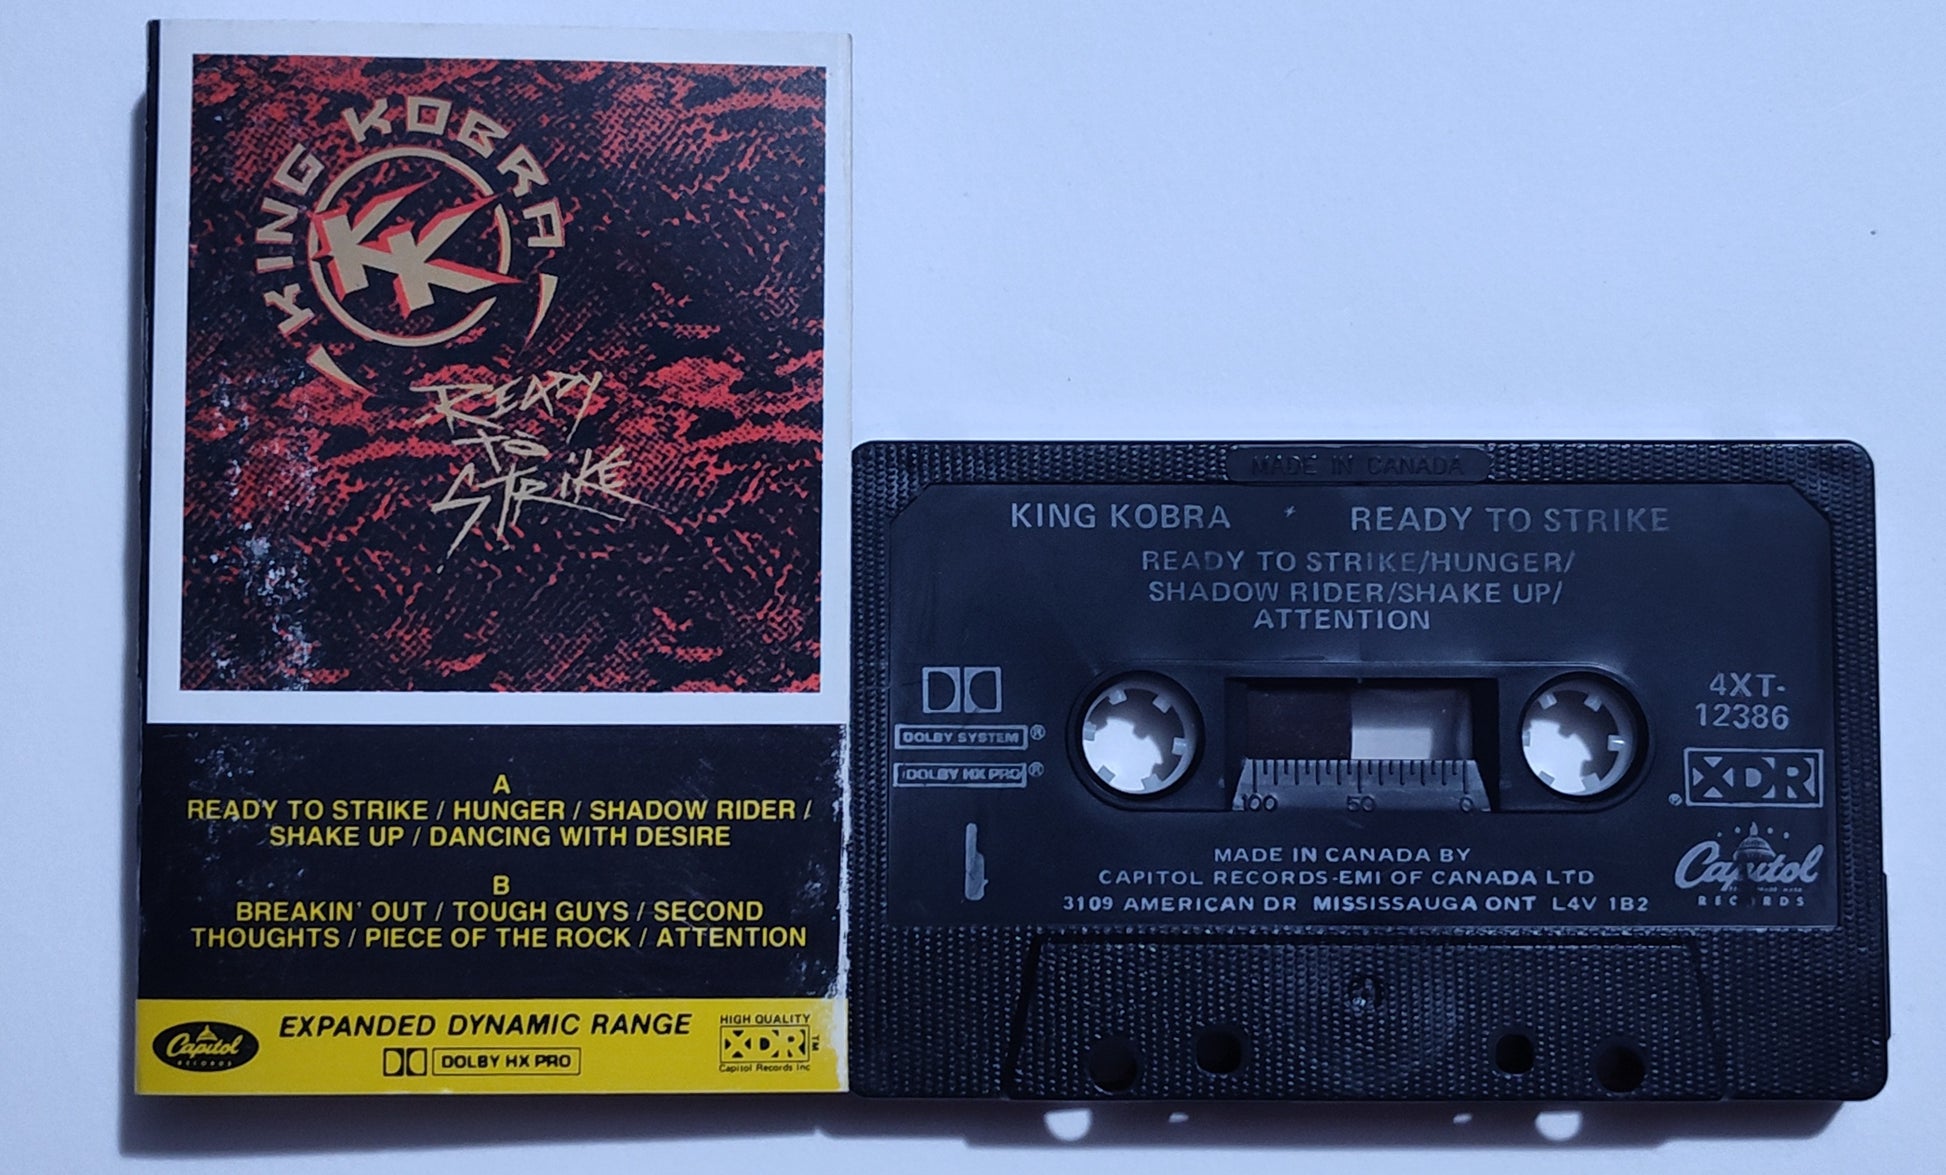 KING KOBRA
KK
READY
TO
STRIKE
A
READY TO STRIKE / HUNGER / SHADOW RIDER /
SHAKE UP / DANCING WITH DESIRE
B
BREAKIN' OUT / TOUGH GUYS / SECOND
THOUGHTS / PIECE OF THE ROCK / ATTENTION
Capitol
RECORDS
EXPANDED DYNAMIC RANGE
DOLBY HX PRO
HIGH QUALITY
XDR TM
Capitol Records Inc
MADE IN CANADA
KING KOBRA READY TO STRIKE
READY TO STRIKE/HUNGER/
SHADOW RIDER/SHAKE UP/
ATTENTION
DOLBY SYSTEM ®
DOLBY HX PRO ®
4XT-
12386
® XDR
100 50 0
1
MADE IN CANADA BY
CAPITOL RECORDS-EMI OF CANADA LTD
3109 AMERICAN DR MISSISSAUGA ONT L4V 1B2
Capitol
RECORDS